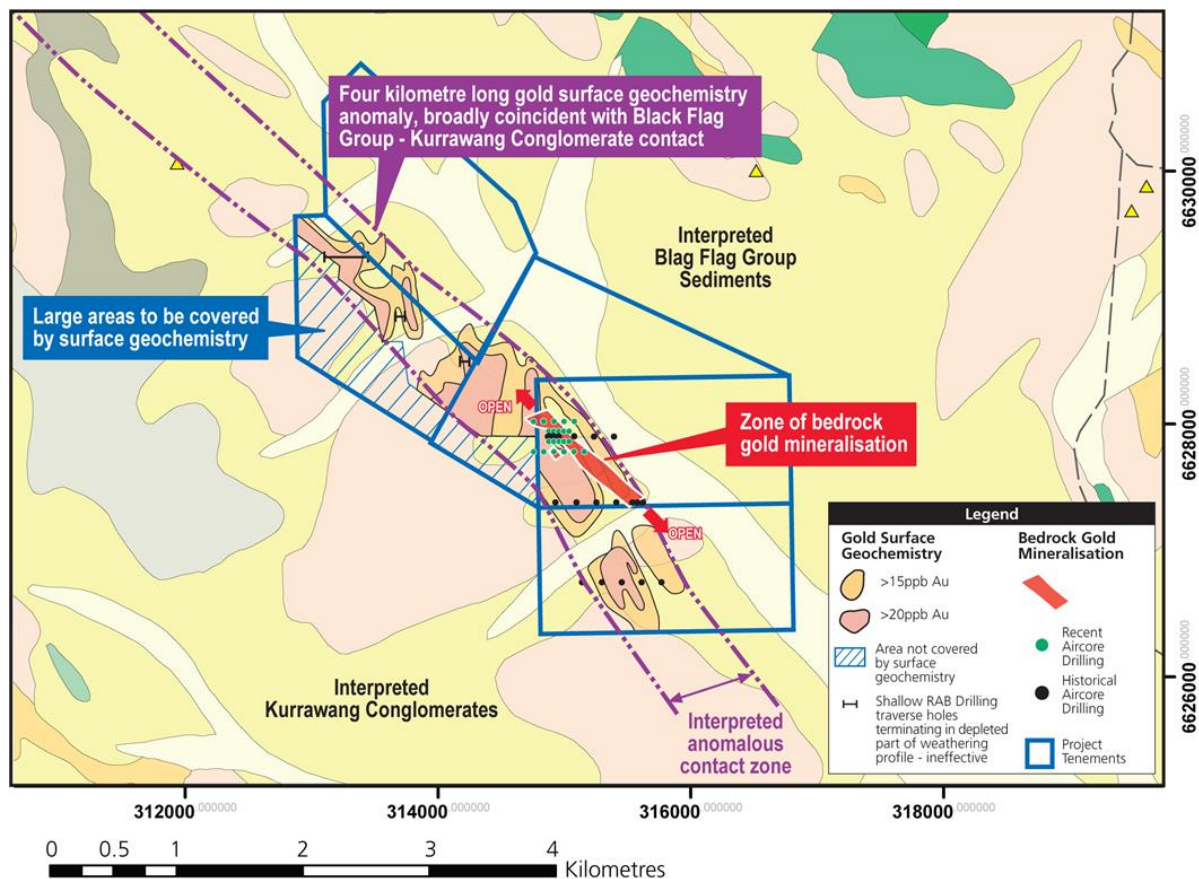 Four kilometre long gold surface geochemistry
anomaly, broadly coincident with Black Flag
Group - Kurrawang Conglomerate contact
Interpreted
Blag Flag Group
Sediments
Large areas to be covered
by surface geochemistry
OPEN
Zone of bedrock
gold mineralisation
OPEN
Interpreted
Kurrawang Conglomerates
Interpreted
anomalous
contact zone
Legend
Gold Surface
Geochemistry
>15ppb Au
>20ppb Au
Area not covered
by surface
geochemistry
Shallow RAB Drilling
traverse holes
terminating in depleted
part of weathering
profile - ineffective
Bedrock Gold
Mineralisation
Recent
Aircore
Drilling
Historical
Aircore
Drilling
Project
Tenements
6630000.000000
6628000.000000
6626000.000000
312000.000000
314000.000000
316000.000000
318000.000000
0 0.5 1 2 3 4
Kilometres